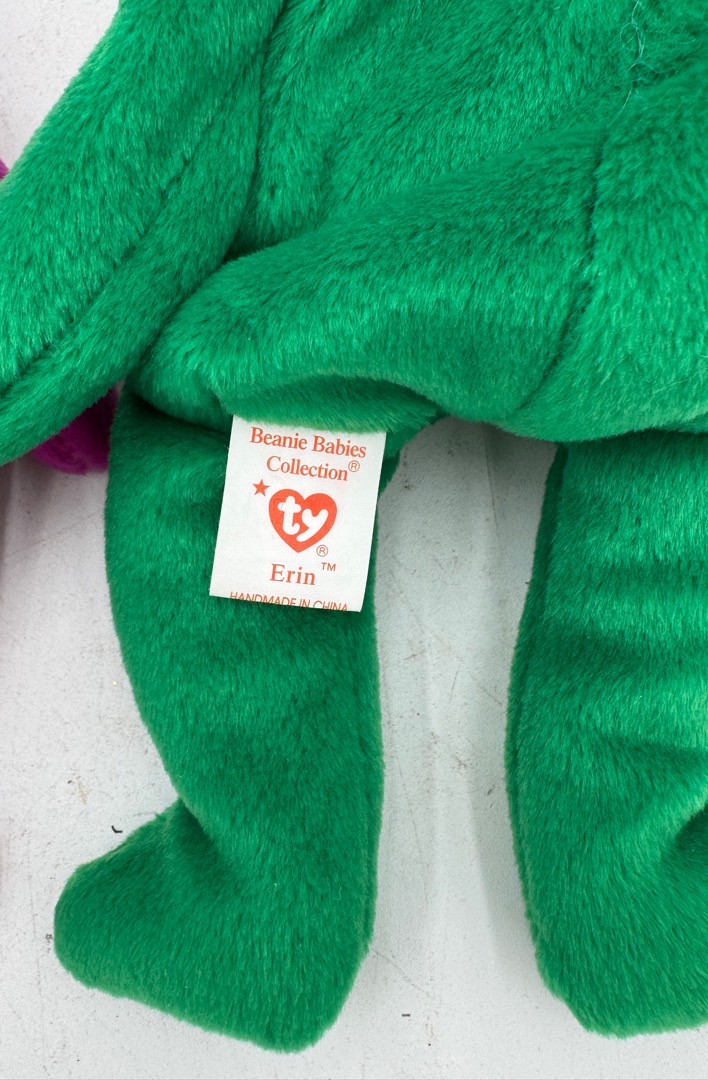 Beanie Babies
Collection®
ty®
Erin™
HANDMADE IN CHINA